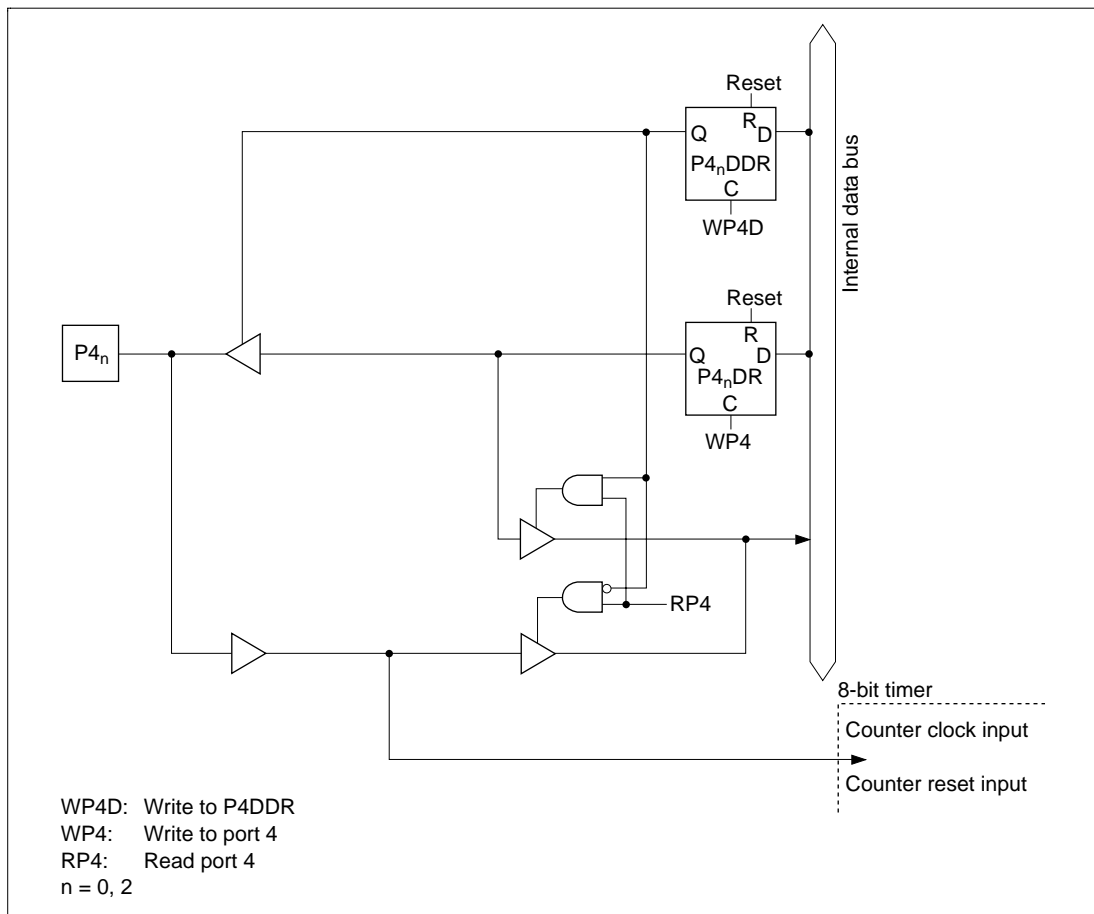 Reset
R
Q D
P4nDDR
C
WP4D
Internal data bus
Reset
R
P4n
Q D
P4nDR
C
WP4
RP4
8-bit timer
Counter clock input
Counter reset input
WP4D: Write to P4DDR
WP4: Write to port 4
RP4: Read port 4
n = 0, 2